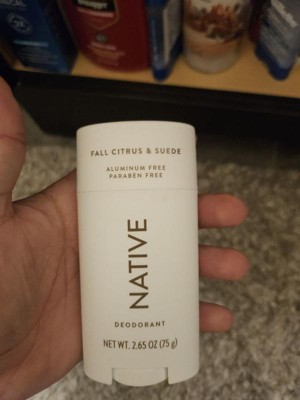 FALL CITRUS & SUEDE
ALUMINUM FREE
PARABEN FREE
NATIVE
DEODORANT
NET WT. 2.65 OZ (75 g)